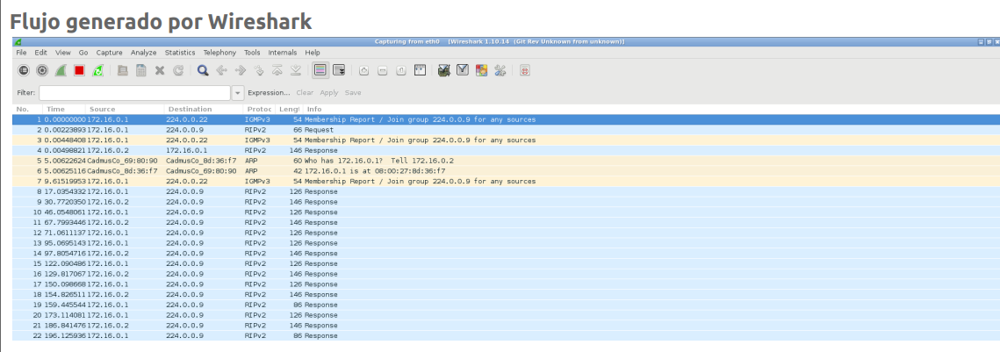 Flujo generado por Wireshark
Capturing from eth0 [Wireshark 1.10.14 (Git Rev Unknown from unknown)]
File Edit View Go Capture Analyze Statistics Telephony Tools Internals Help
Filter: Expression... Clear Apply Save
No. Time Source Destination Protoc Lengt Info
1 0.00000000 172.16.0.1 224.0.0.22 IGMPv3 54 Membership Report / Join group 224.0.0.9 for any sources
2 0.00223893 172.16.0.1 224.0.0.9 RIPv2 66 Request
3 0.00448408 172.16.0.1 224.0.0.22 IGMPv3 54 Membership Report / Join group 224.0.0.9 for any sources
4 0.00498821 172.16.0.2 172.16.0.1 RIPv2 146 Response
5 5.00622624 CadmusCo_69:80:90 CadmusCo_8d:36:f7 ARP 60 Who has 172.16.0.1? Tell 172.16.0.2
6 5.00625116 CadmusCo_8d:36:f7 CadmusCo_69:80:90 ARP 42 172.16.0.1 is at 08:00:27:8d:36:f7
7 9.61519953 172.16.0.1 224.0.0.22 IGMPv3 54 Membership Report / Join group 224.0.0.9 for any sources
8 17.0354332 172.16.0.1 224.0.0.9 RIPv2 126 Response
9 30.7720350 172.16.0.2 224.0.0.9 RIPv2 146 Response
10 46.0548061 172.16.0.1 224.0.0.9 RIPv2 126 Response
11 67.7993446 172.16.0.2 224.0.0.9 RIPv2 146 Response
12 71.0611137 172.16.0.1 224.0.0.9 RIPv2 126 Response
13 95.0695143 172.16.0.1 224.0.0.9 RIPv2 126 Response
14 97.8054716 172.16.0.2 224.0.0.9 RIPv2 146 Response
15 122.090486 172.16.0.1 224.0.0.9 RIPv2 126 Response
16 129.817067 172.16.0.2 224.0.0.9 RIPv2 146 Response
17 150.098668 172.16.0.1 224.0.0.9 RIPv2 126 Response
18 154.826511 172.16.0.2 224.0.0.9 RIPv2 146 Response
19 159.445544 172.16.0.1 224.0.0.9 RIPv2 86 Response
20 173.114081 172.16.0.1 224.0.0.9 RIPv2 126 Response
21 186.841476 172.16.0.2 224.0.0.9 RIPv2 146 Response
22 196.125936 172.16.0.1 224.0.0.9 RIPv2 86 Response